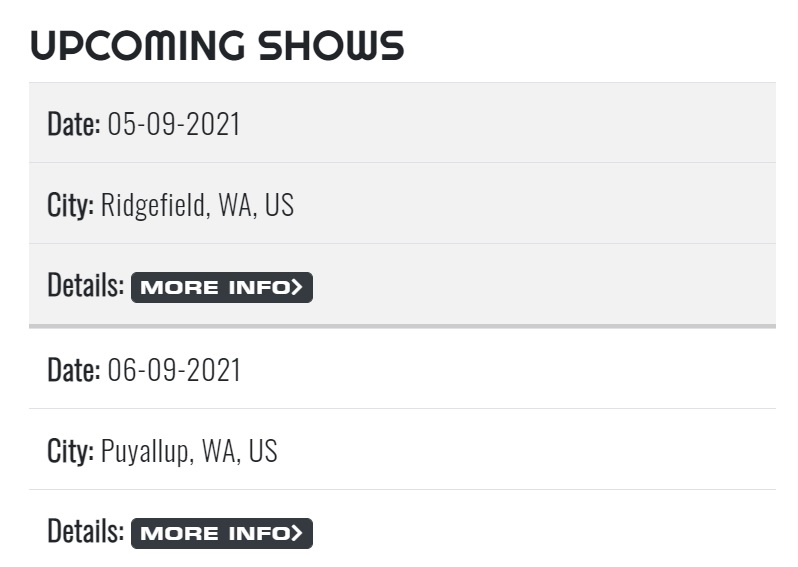 UPCOMING SHOWS
Date: 05-09-2021
City: Ridgefield, WA, US
Details: MORE INFO>
Date: 06-09-2021
City: Puyallup, WA, US
Details: MORE INFO>